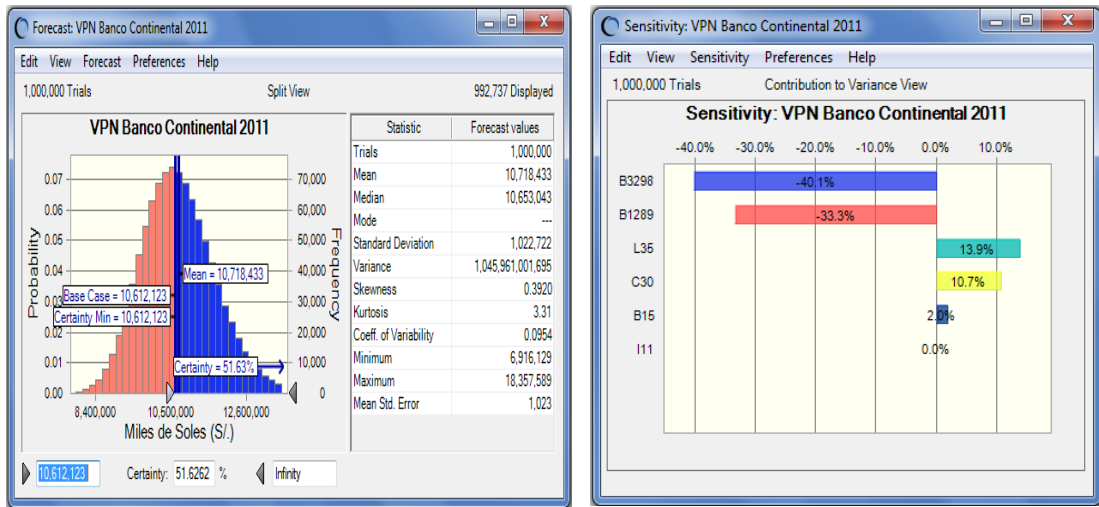 Forecast: VPN Banco Continental 2011
Edit View Forecast Preferences Help
1,000,000 Trials Split View 992,737 Displayed
VPN Banco Continental 2011
Probability
0.07
0.06
0.05
0.04
0.03
0.02
0.01
0.00
Mean = 10,718,433
Base Case = 10,612,123
Certainty Min = 10,612,123
Certainty = 51.63%
70,000
60,000
50,000
40,000
30,000
20,000
10,000
0
Frequency
8,400,000 10,500,000 12,600,000
Miles de Soles (S/.)
Statistic Forecast values
Trials 1,000,000
Mean 10,718,433
Median 10,653,043
Mode ---
Standard Deviation 1,022,722
Variance 1,045,961,001,695
Skewness 0.3920
Kurtosis 3.31
Coeff. of Variability 0.0954
Minimum 6,916,129
Maximum 18,357,589
Mean Std. Error 1,023
10,612,123 Certainty: 51.6262 % Infinity
Sensitivity: VPN Banco Continental 2011
Edit View Sensitivity Preferences Help
1,000,000 Trials Contribution to Variance View
Sensitivity: VPN Banco Continental 2011
-40.0% -30.0% -20.0% -10.0% 0.0% 10.0%
B3298 -40.1%
B1289 -33.3%
L35 13.9%
C30 10.7%
B15 2.0%
I11 0.0%